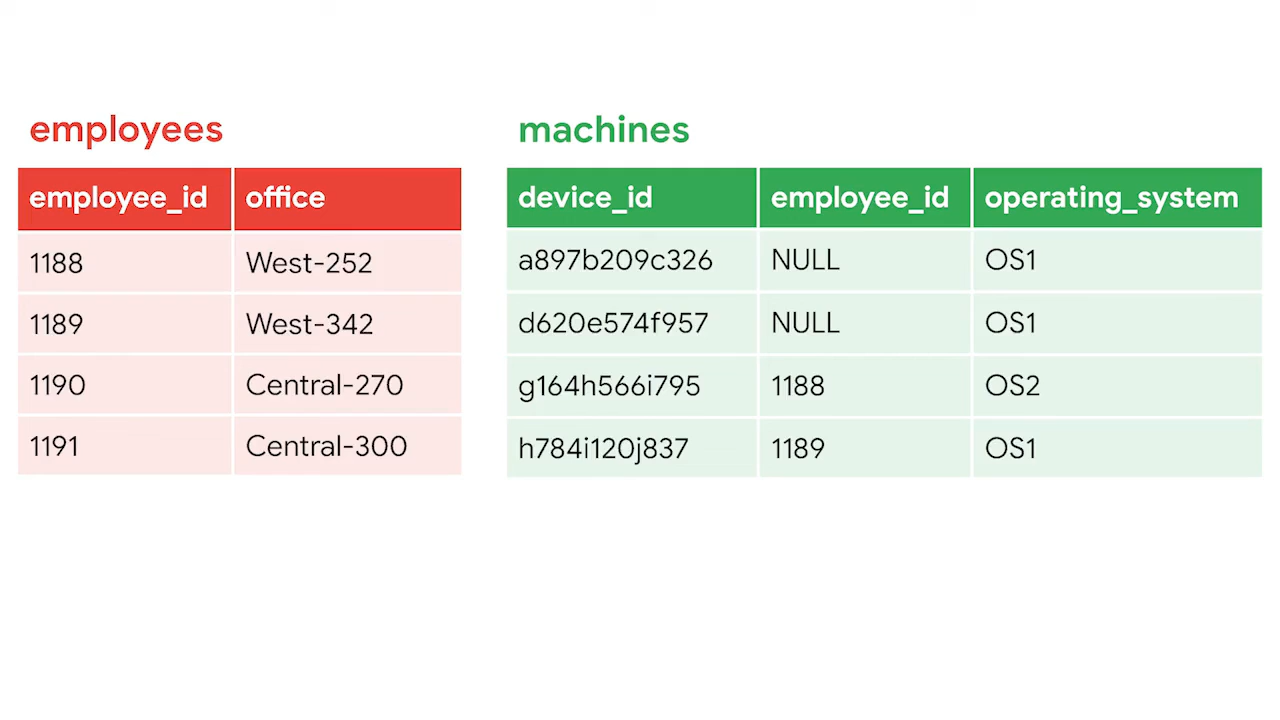 employees
employee_id office
1188 West-252
1189 West-342
1190 Central-270
1191 Central-300
machines
device_id employee_id operating_system
a897b209c326 NULL OS1
d620e574f957 NULL OS1
g164h566i795 1188 OS2
h784i120j837 1189 OS1